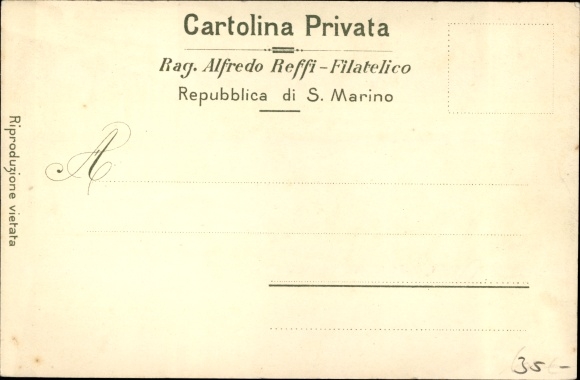 Cartolina Privata
Rag. Alfredo Reffi - Filatelico
Repubblica di S. Marino
A
Riproduzione vietata
35.-